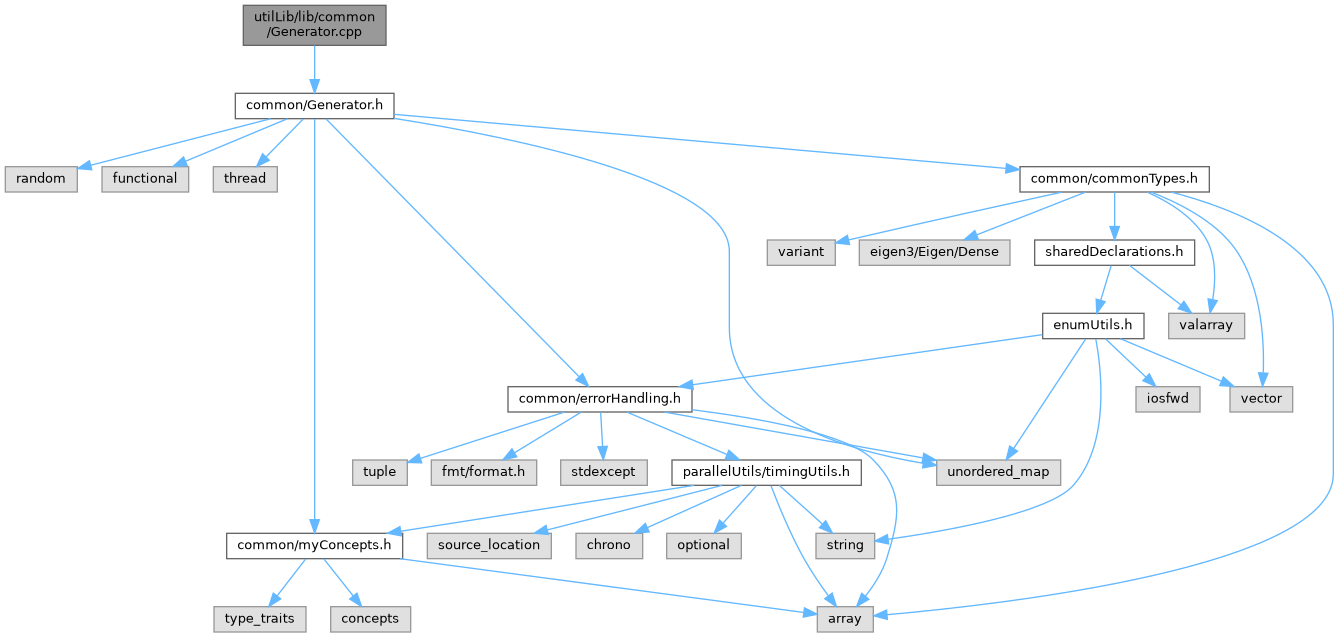 utilLib/lib/common
/Generator.cpp
common/Generator.h
random
functional
thread
common/commonTypes.h
variant
eigen3/Eigen/Dense
sharedDeclarations.h
enumUtils.h
valarray
common/errorHandling.h
iosfwd
vector
tuple
fmt/format.h
stdexcept
parallelUtils/timingUtils.h
unordered_map
common/myConcepts.h
source_location
chrono
optional
string
type_traits
concepts
array